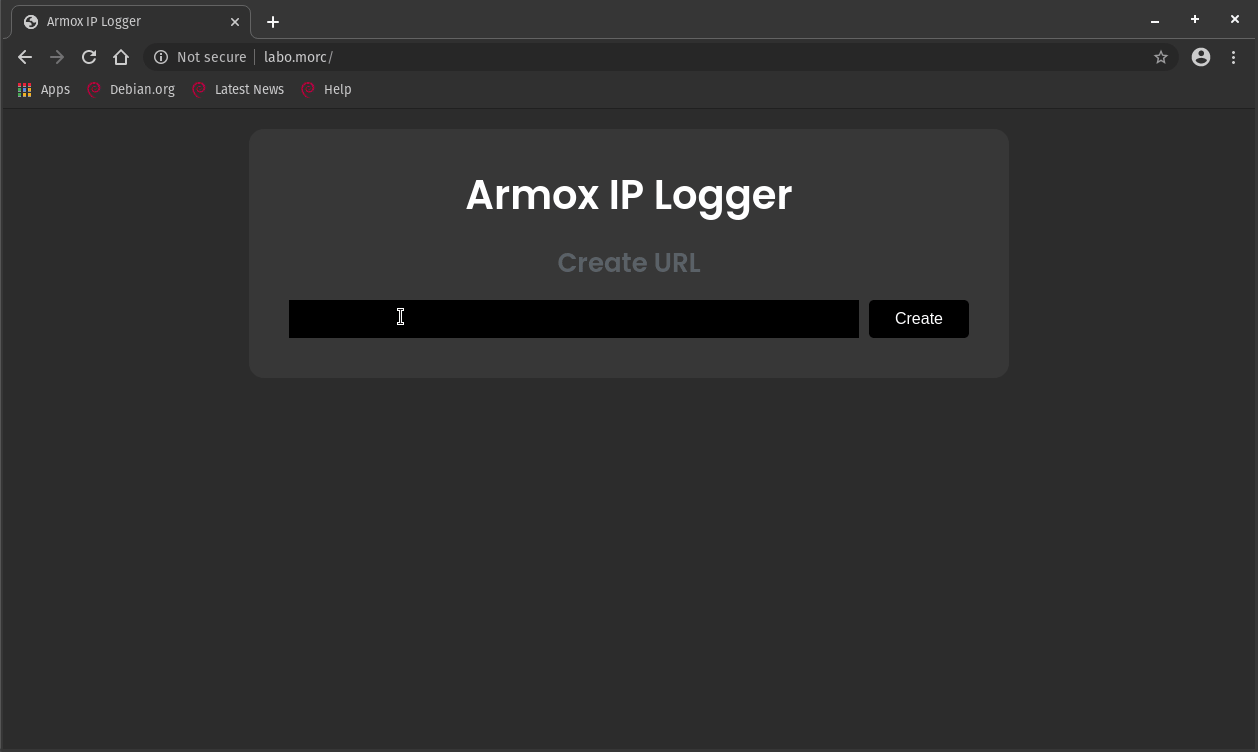 Armox IP Logger
Not secure labo.morc/
Apps Debian.org Latest News Help
Armox IP Logger
Create URL
Create